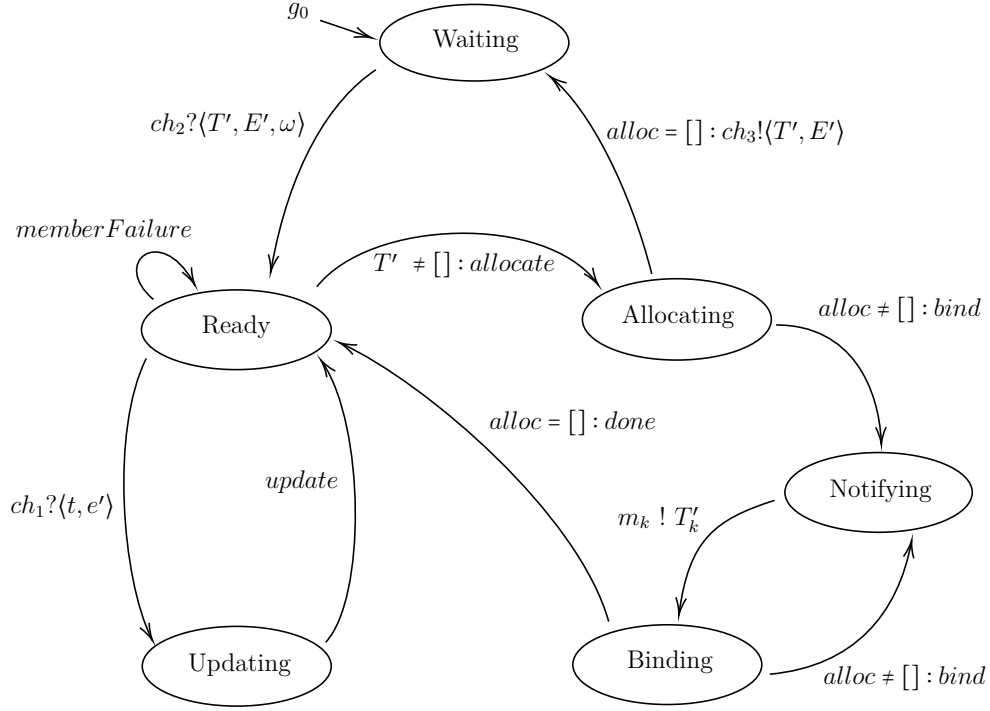 g₀
Waiting
ch₂?⟨T′, E′, ω⟩
alloc = [] : ch₃!⟨T′, E′⟩
memberFailure
T′ ≠ [] : allocate
Ready
Allocating
alloc ≠ [] : bind
alloc = [] : done
update
Notifying
ch₁?⟨t, e′⟩
mₖ ! T′ₖ
Updating
Binding
alloc ≠ [] : bind